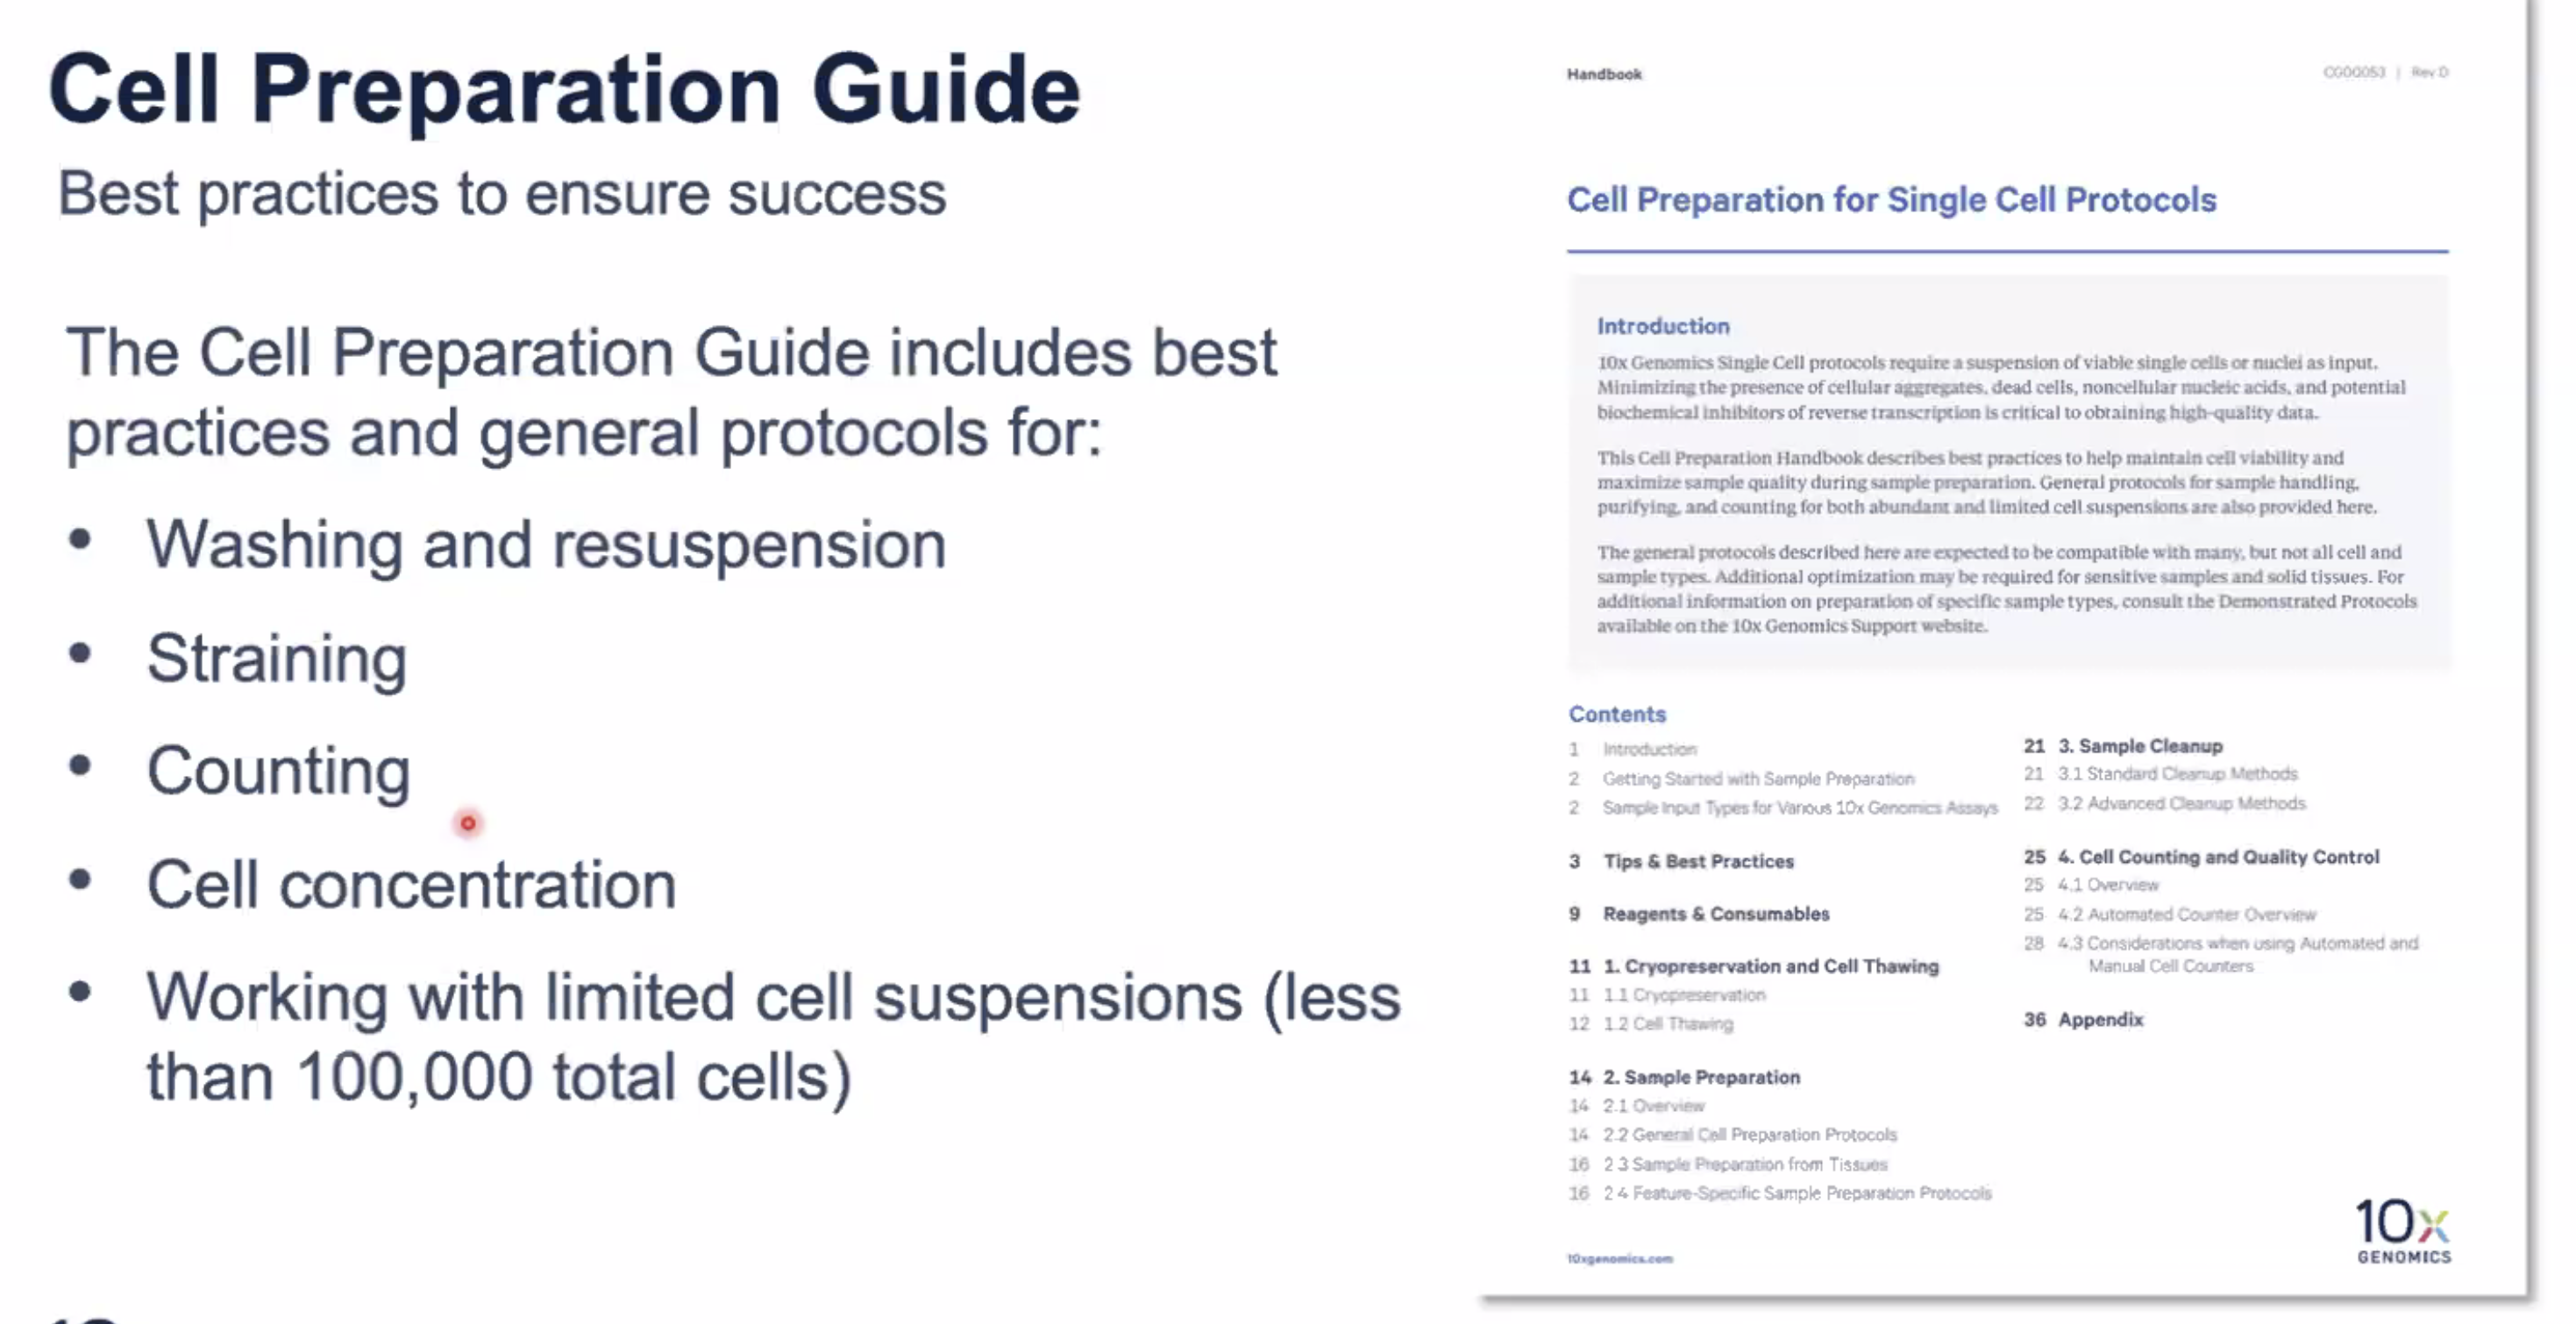 Cell Preparation Guide
Best practices to ensure success
The Cell Preparation Guide includes best
practices and general protocols for:
• Washing and resuspension
• Straining
• Counting
• Cell concentration
• Working with limited cell suspensions (less
than 100,000 total cells)
Handbook
CG00053 | Rev D
Cell Preparation for Single Cell Protocols
Introduction
10x Genomics Single Cell protocols require a suspension of viable single cells or nuclei as input.
Minimizing the presence of cellular aggregates, dead cells, noncellular nucleic acids, and potential
biochemical inhibitors of reverse transcription is critical to obtaining high-quality data.
This Cell Preparation Handbook describes best practices to help maintain cell viability and
maximize sample quality during sample preparation. General protocols for sample handling,
purifying, and counting for both abundant and limited cell suspensions are also provided here.
The general protocols described here are expected to be compatible with many, but not all cell and
sample types. Additional optimization may be required for sensitive samples and solid tissues. For
additional information on preparation of specific sample types, consult the Demonstrated Protocols
available on the 10x Genomics Support website.
Contents
1 Introduction
2 Getting Started with Sample Preparation
2 Sample Input Types for Various 10x Genomics Assays
3 Tips & Best Practices
9 Reagents & Consumables
11 1. Cryopreservation and Cell Thawing
11 1.1 Cryopreservation
12 1.2 Cell Thawing
14 2. Sample Preparation
14 2.1 Overview
14 2.2 General Cell Preparation Protocols
16 2.3 Sample Preparation from Tissues
16 2.4 Feature-Specific Sample Preparation Protocols
21 3. Sample Cleanup
21 3.1 Standard Cleanup Methods
22 3.2 Advanced Cleanup Methods
25 4. Cell Counting and Quality Control
25 4.1 Overview
25 4.2 Automated Counter Overview
28 4.3 Considerations when using Automated and
Manual Cell Counters
36 Appendix
10xgenomics.com
10x
GENOMICS